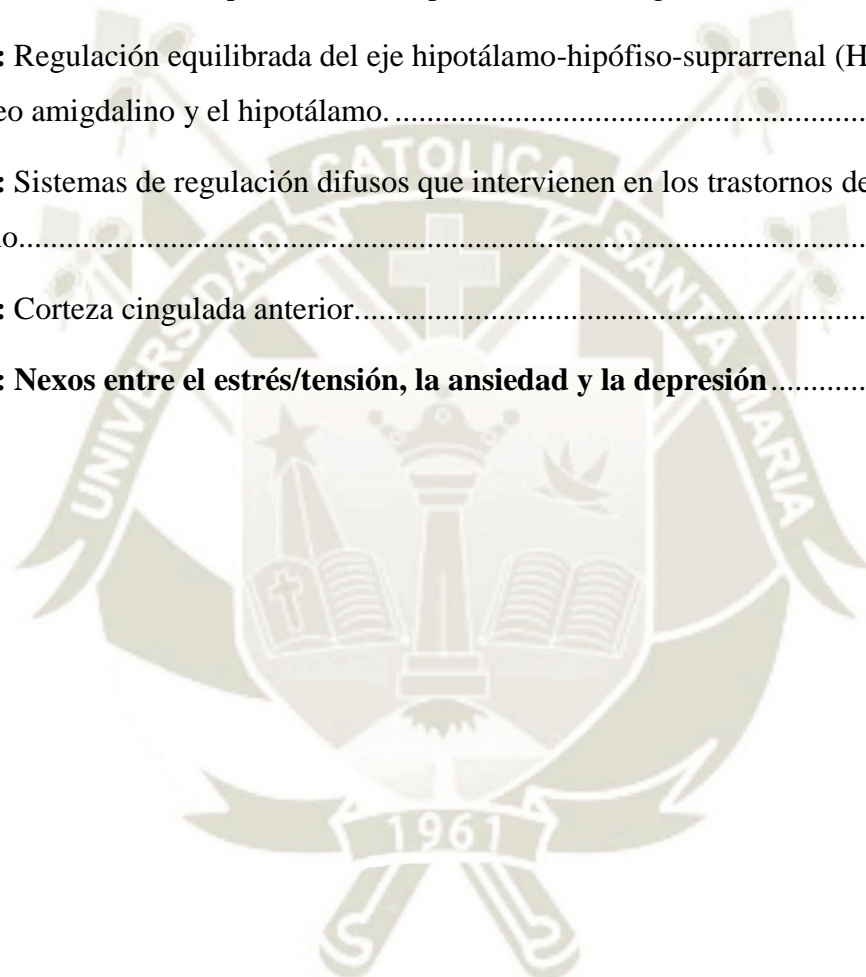 : Regulación equilibrada del eje hipotálamo-hipófiso-suprarrenal (H
eo amigdalino y el hipotálamo. ........................................................................
: Sistemas de regulación difusos que intervienen en los trastornos de
o.........................................................................................................................
: Corteza cingulada anterior..............................................................................
: Nexos entre el estrés/tensión, la ansiedad y la depresión..............
UNIVERSIDAD CATOLICA SANTA MARIA
1961